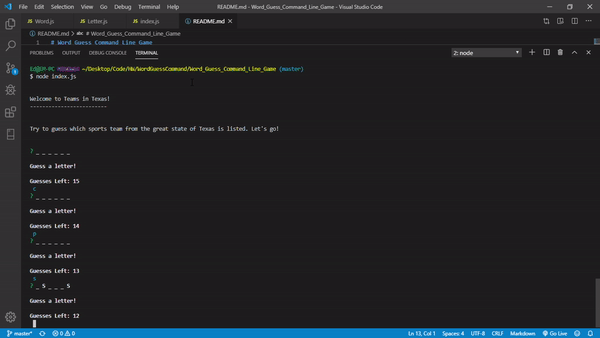 File Edit Selection View Go Debug Terminal Help README.md - Word_Guess_Command_Line_Game - Visual Studio Code
JS Word.js JS Letter.js JS index.js README.md
README.md > abc # Word_Guess_Command_Line_Game
1 # Word Guess Command Line Game
PROBLEMS OUTPUT DEBUG CONSOLE TERMINAL 2: node
~/Desktop/Code/HW/WordGuessCommand/Word_Guess_Command_Line_Game (master)
$ node index.js
Welcome to Teams in Texas!
-------------------------
Try to guess which sports team from the great state of Texas is listed. Let's go!
? _ _ _ _ _ _
Guess a letter!
Guesses Left: 15
c
? _ _ _ _ _ _
Guess a letter!
Guesses Left: 14
p
? _ _ _ _ _ _
Guess a letter!
Guesses Left: 13
s
? _ S _ _ _ S
Guess a letter!
Guesses Left: 12
master* 0 0 Ln 13, Col 1 Spaces: 4 UTF-8 CRLF Markdown Go Live